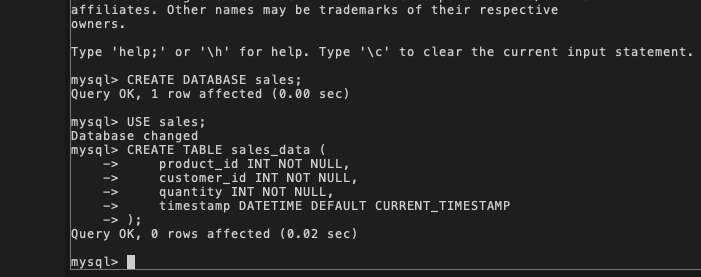 affiliates. Other names may be trademarks of their respective
owners.
Type 'help;' or '\h' for help. Type '\c' to clear the current input statement.
mysql> CREATE DATABASE sales;
Query OK, 1 row affected (0.00 sec)
mysql> USE sales;
Database changed
mysql> CREATE TABLE sales_data (
    ->     product_id INT NOT NULL,
    ->     customer_id INT NOT NULL,
    ->     quantity INT NOT NULL,
    ->     timestamp DATETIME DEFAULT CURRENT_TIMESTAMP
    -> );
Query OK, 0 rows affected (0.02 sec)
mysql>